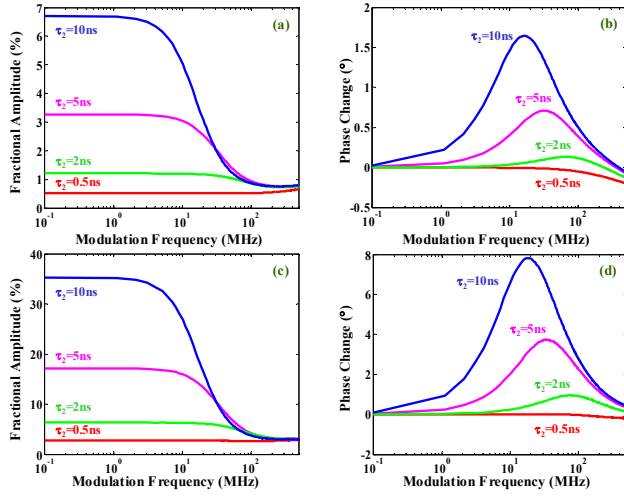 (a)
Fractional Amplitude (%)
7
6
5
4
3
2
1
0
τ2=10ns
τ2=5ns
τ2=2ns
τ2=0.5ns
10-1
100
101
102
Modulation Frequency (MHz)
(b)
Phase Change (°)
2
1.5
1
0.5
0
-0.5
τ2=10ns
τ2=5ns
τ2=2ns
τ2=0.5ns
10-1
100
101
102
Modulation Frequency (MHz)
(c)
Fractional Amplitude (%)
40
30
20
10
0
τ2=10ns
τ2=5ns
τ2=2ns
τ2=0.5ns
10-1
100
101
102
Modulation Frequency (MHz)
(d)
Phase Change (°)
8
6
4
2
0
-2
τ2=10ns
τ2=5ns
τ2=2ns
τ2=0.5ns
10-1
100
101
102
Modulation Frequency (MHz)